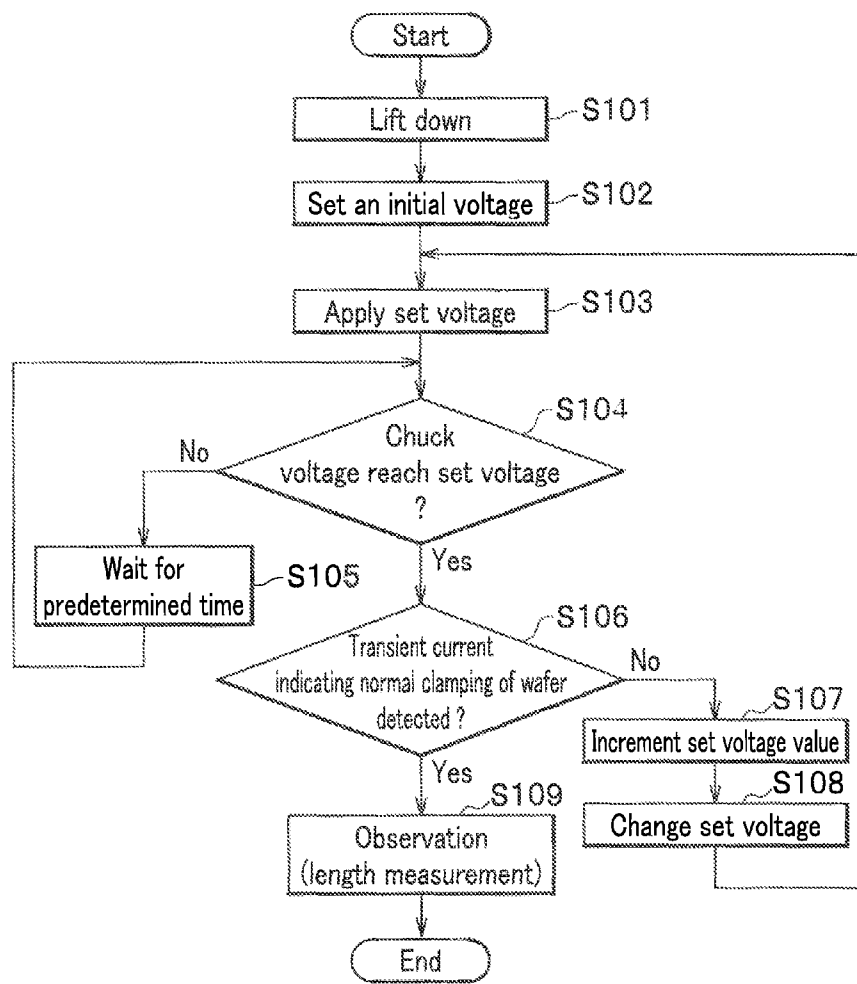 Start
Lift down
S101
Set an initial voltage
S102
Apply set voltage
S103
S104
Chuck
voltage reach set voltage
?
No
Yes
Wait for
predetermined time
S105
S106
Transient current
indicating normal clamping of wafer
detected ?
No
Yes
S107
Increment set voltage value
S108
Change set voltage
S109
Observation
(length measurement)
End